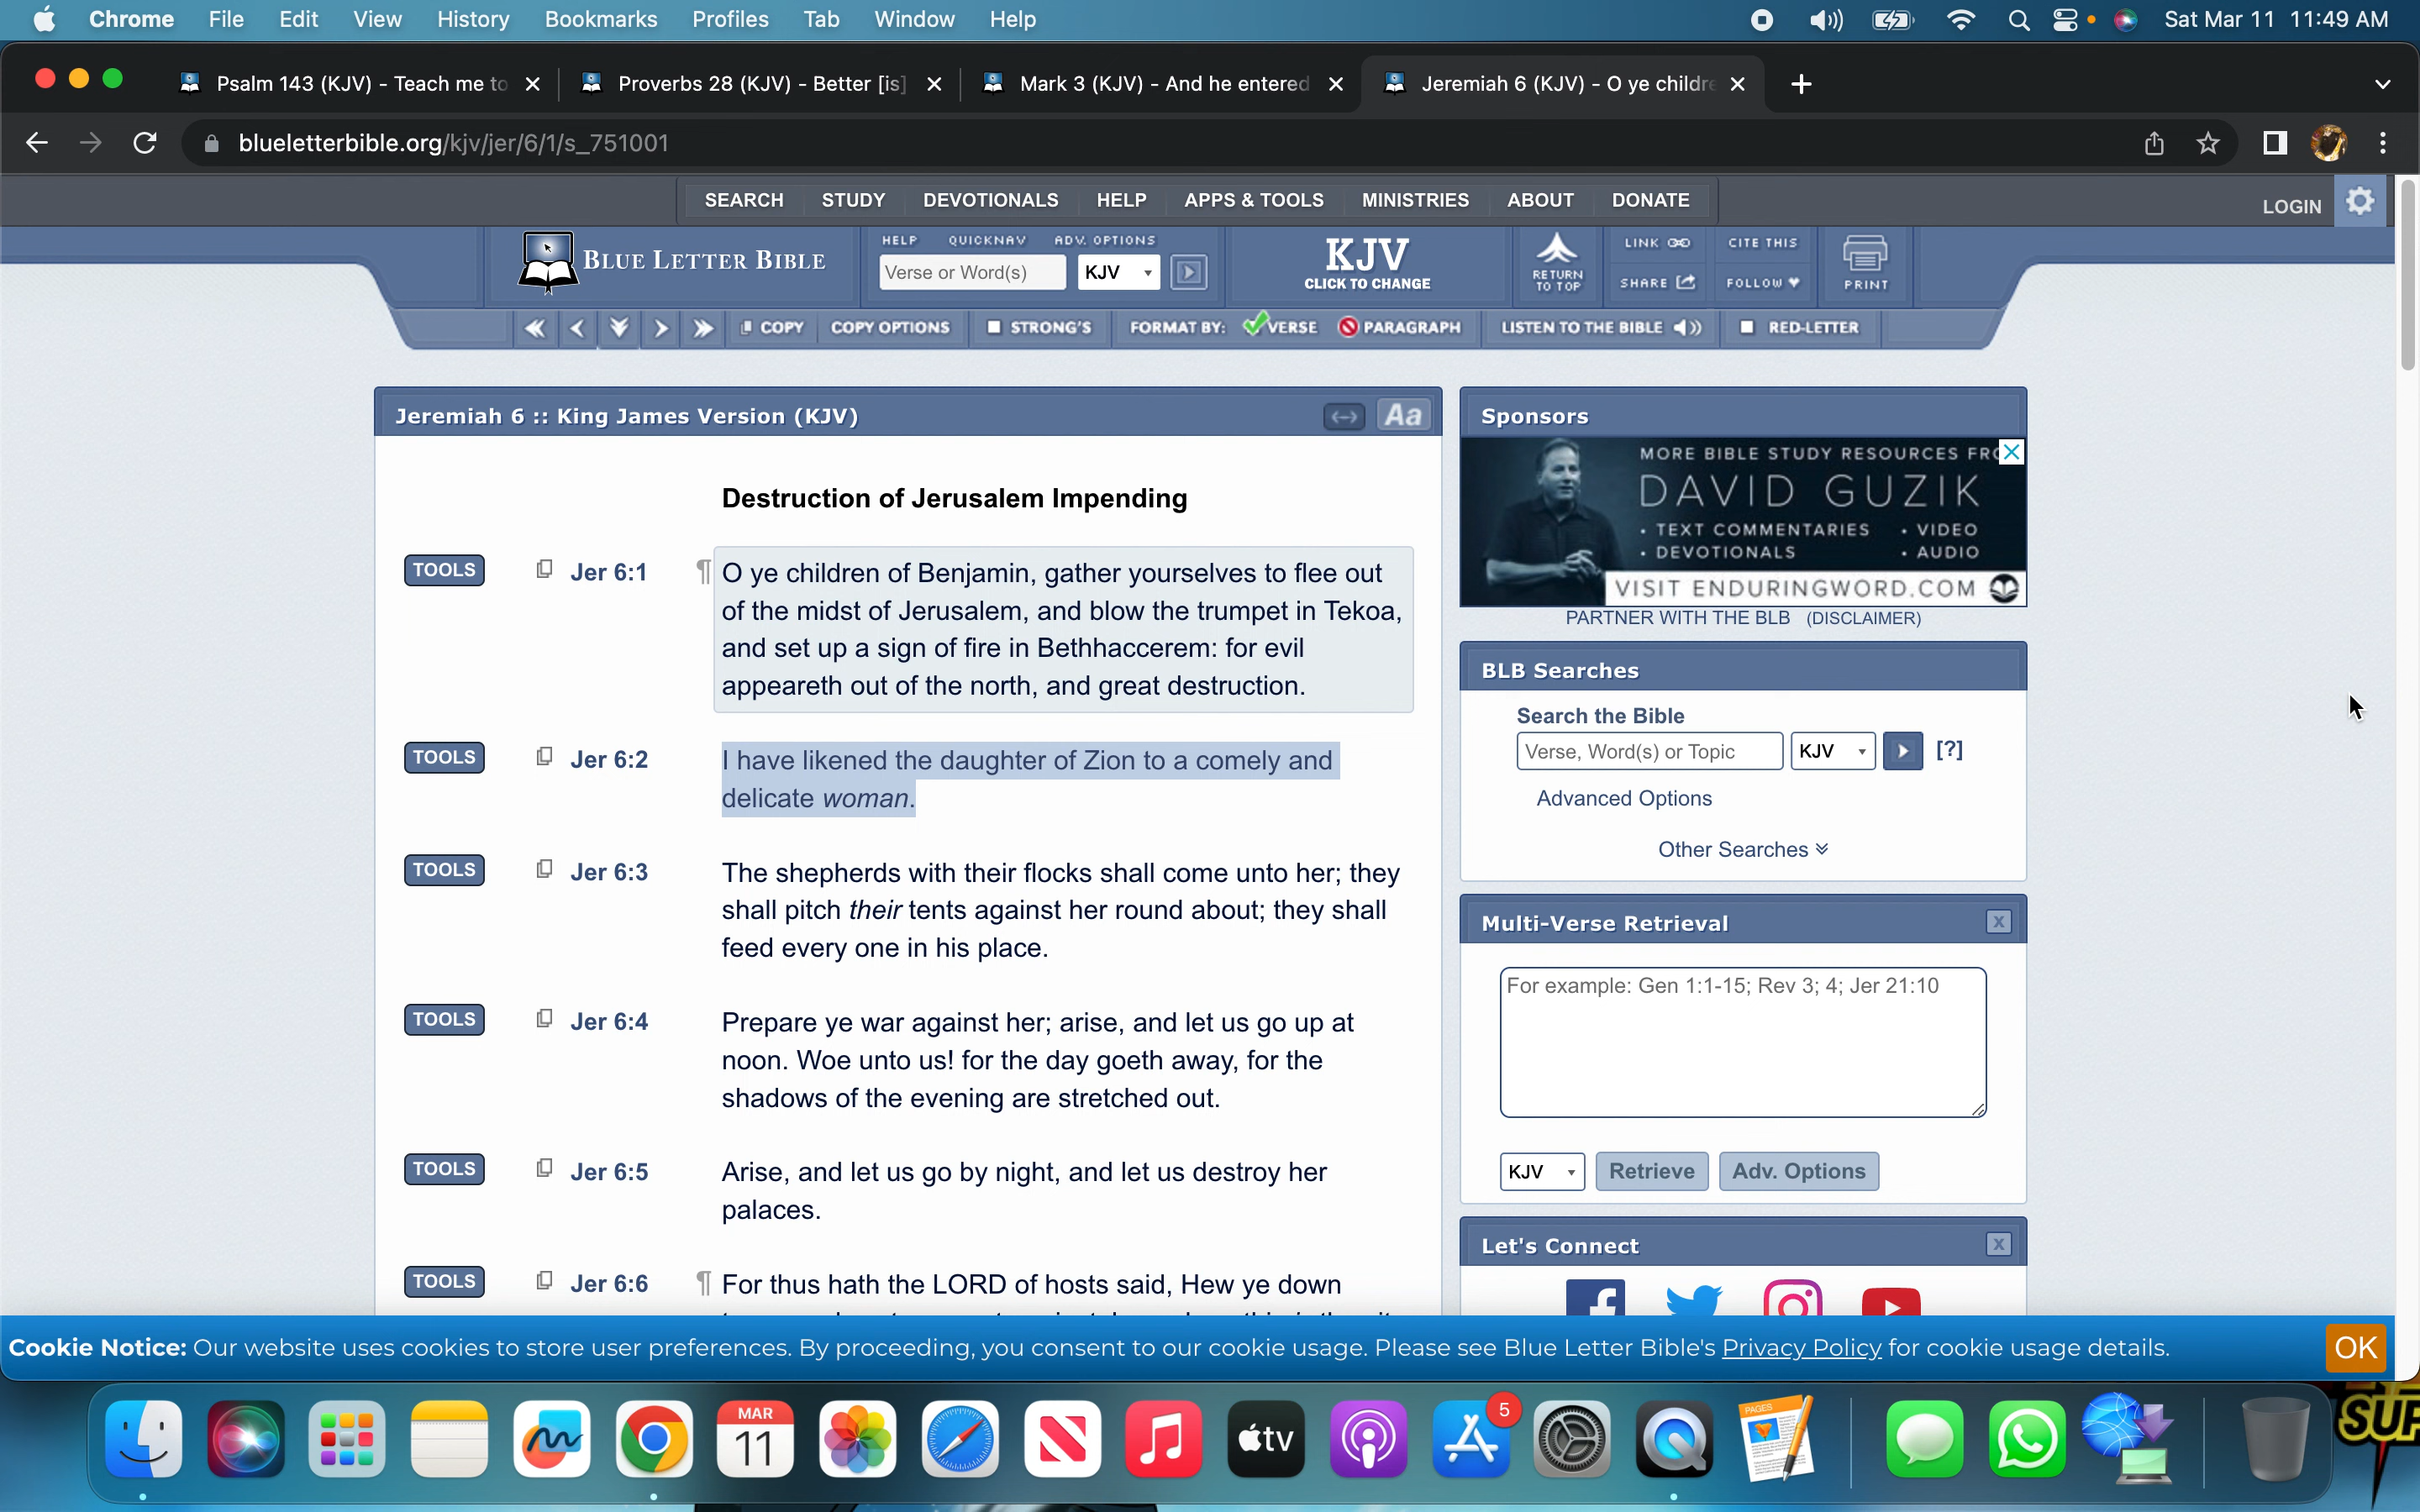 Chrome File Edit View History Bookmarks Profiles Tab Window Help Sat Mar 11 11:49 AM
Psalm 143 (KJV) - Teach me to Proverbs 28 (KJV) - Better [is] Mark 3 (KJV) - And he entered Jeremiah 6 (KJV) - O ye childre
blueletterbible.org/kjv/jer/6/1/s_751001
SEARCH STUDY DEVOTIONALS HELP APPS & TOOLS MINISTRIES ABOUT DONATE LOGIN
HELP QUICKNAV ADV. OPTIONS
BLUE LETTER BIBLE
Verse or Word(s) KJV
KJV
CLICK TO CHANGE
RETURN
TO TOP
LINK CITE THIS
SHARE FOLLOW
PRINT
COPY COPY OPTIONS STRONG'S FORMAT BY: VERSE PARAGRAPH LISTEN TO THE BIBLE RED-LETTER
Jeremiah 6 :: King James Version (KJV) Aa
Destruction of Jerusalem Impending
TOOLS Jer 6:1 ¶ O ye children of Benjamin, gather yourselves to flee out
of the midst of Jerusalem, and blow the trumpet in Tekoa,
and set up a sign of fire in Bethhaccerem: for evil
appeareth out of the north, and great destruction.
TOOLS Jer 6:2 I have likened the daughter of Zion to a comely and
delicate woman.
TOOLS Jer 6:3 The shepherds with their flocks shall come unto her; they
shall pitch their tents against her round about; they shall
feed every one in his place.
TOOLS Jer 6:4 Prepare ye war against her; arise, and let us go up at
noon. Woe unto us! for the day goeth away, for the
shadows of the evening are stretched out.
TOOLS Jer 6:5 Arise, and let us go by night, and let us destroy her
palaces.
TOOLS Jer 6:6 ¶ For thus hath the LORD of hosts said, Hew ye down
Sponsors
MORE BIBLE STUDY RESOURCES FRO
DAVID GUZIK
• TEXT COMMENTARIES • VIDEO
• DEVOTIONALS • AUDIO
VISIT ENDURINGWORD.COM
PARTNER WITH THE BLB (DISCLAIMER)
BLB Searches
Search the Bible
Verse, Word(s) or Topic KJV [?]
Advanced Options
Other Searches
Multi-Verse Retrieval x
For example: Gen 1:1-15; Rev 3; 4; Jer 21:10
KJV Retrieve Adv. Options
Let's Connect x
Cookie Notice: Our website uses cookies to store user preferences. By proceeding, you consent to our cookie usage. Please see Blue Letter Bible's Privacy Policy for cookie usage details. OK
MAR
11
tv
5
PAGES
SUP